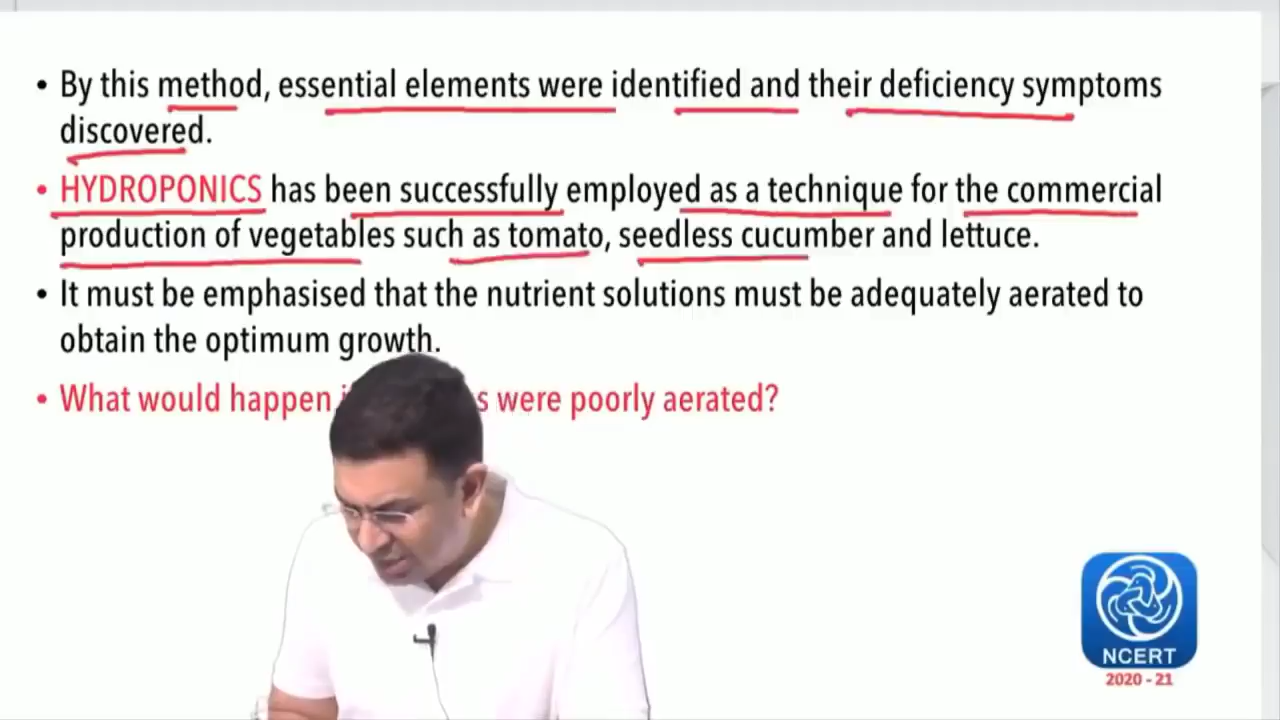 • By this method, essential elements were identified and their deficiency symptoms
discovered.
• HYDROPONICS has been successfully employed as a technique for the commercial
production of vegetables such as tomato, seedless cucumber and lettuce.
• It must be emphasised that the nutrient solutions must be adequately aerated to
obtain the optimum growth.
• What would happen were poorly aerated?
NCERT
2020 - 21